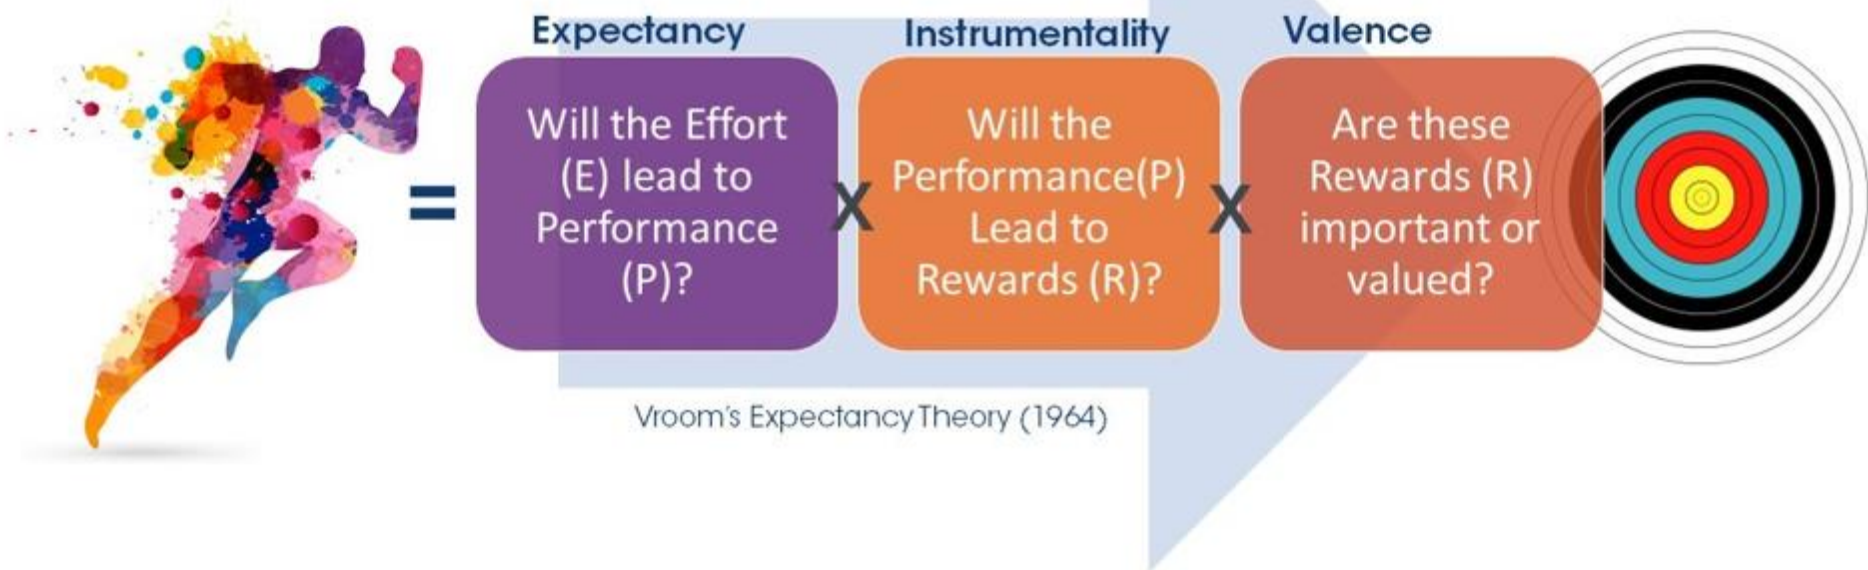 Expectancy
Will the Effort
(E) lead to
Performance
(P)?
Instrumentality
Will the
Performance(P)
Lead to
Rewards (R)?
Valence
Are these
Rewards (R)
important or
valued?
=
X
X
Vroom's Expectancy Theory (1964)